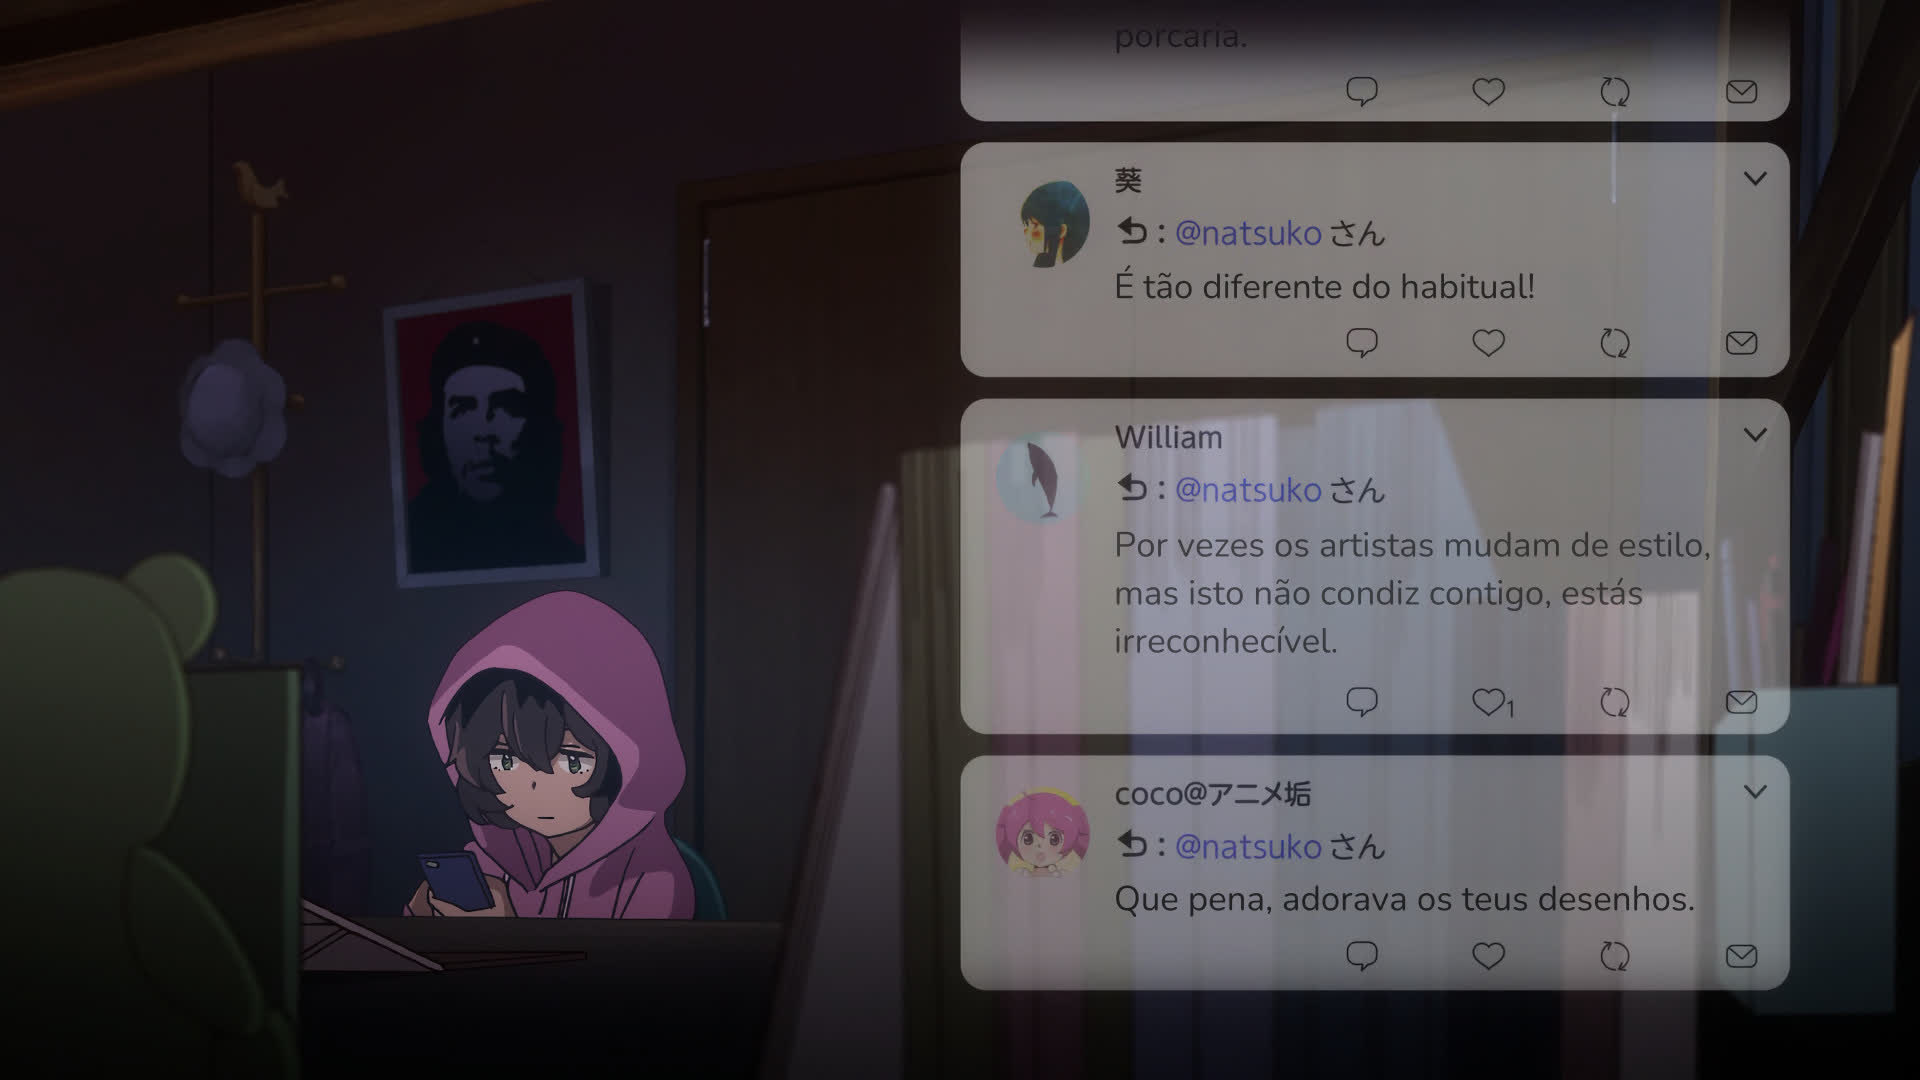 porcaria.
葵
⮌ : @natsuko さん
É tão diferente do habitual!
William
⮌ : @natsuko さん
Por vezes os artistas mudam de estilo,
mas isto não condiz contigo, estás
irreconhecível.
1
coco@アニメ垢
⮌ : @natsuko さん
Que pena, adorava os teus desenhos.